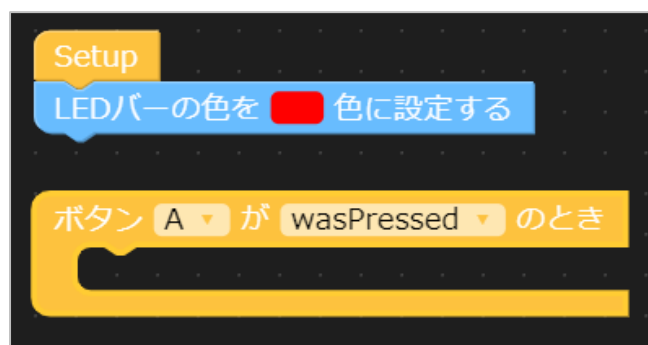 Setup
LEDバーの色を 色に設定する
ボタン A が wasPressed のとき